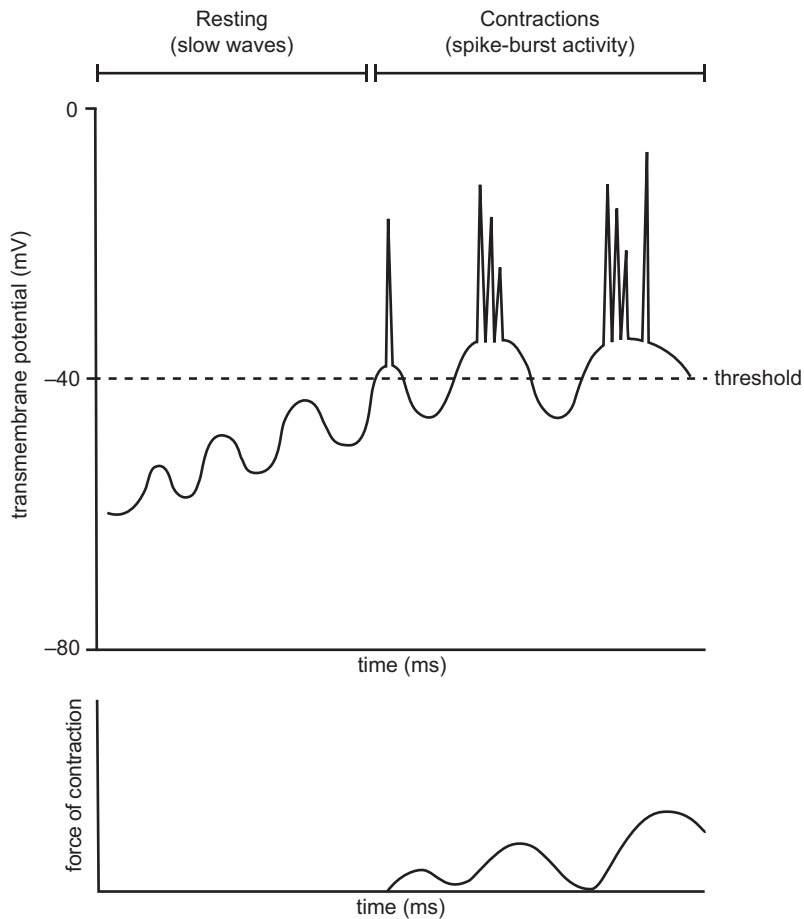 Resting
(slow waves)
Contractions
(spike-burst activity)
0
transmembrane potential (mV)
–40
threshold
–80
time (ms)
force of contraction
time (ms)